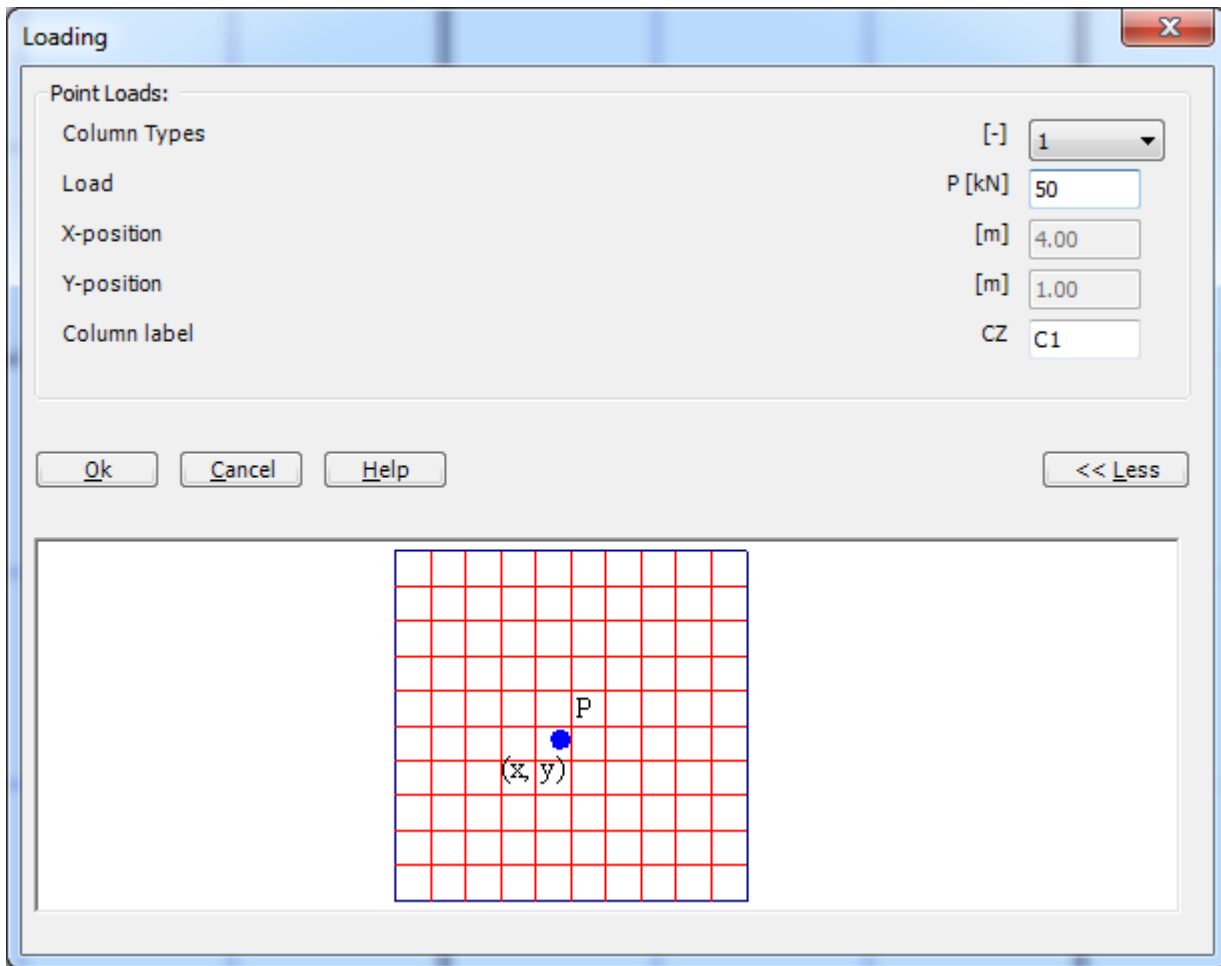 Loading
Point Loads:
Column Types [-] 1
Load P [kN] 50
X-position [m] 4.00
Y-position [m] 1.00
Column label CZ C1
Ok Cancel Help << Less
P
(x, y)